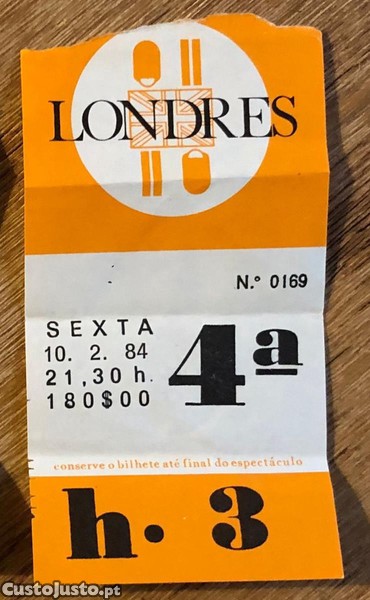 LONDRES
N.º 0169
SEXTA
10. 2. 84
21,30 h.
180$00
4ª
conserve o bilhete até final do espectáculo
h. 3
CustoJusto.pt